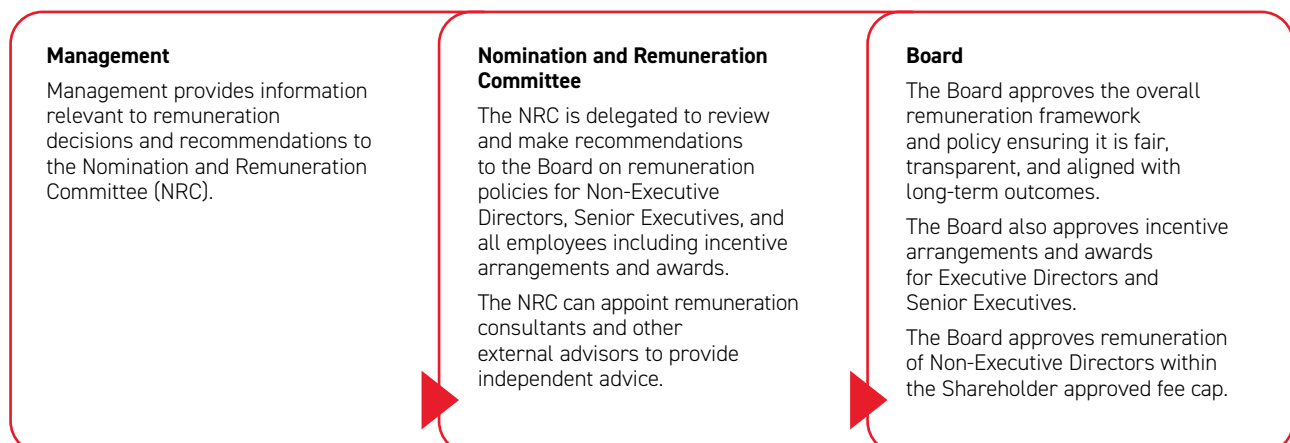 Management
Management provides information
relevant to remuneration
decisions and recommendations to
the Nomination and Remuneration
Committee (NRC).
Nomination and Remuneration
Committee
The NRC is delegated to review
and make recommendations
to the Board on remuneration
policies for Non-Executive
Directors, Senior Executives, and
all employees including incentive
arrangements and awards.
The NRC can appoint remuneration
consultants and other
external advisors to provide
independent advice.
Board
The Board approves the overall
remuneration framework
and policy ensuring it is fair,
transparent, and aligned with
long-term outcomes.
The Board also approves incentive
arrangements and awards
for Executive Directors and
Senior Executives.
The Board approves remuneration
of Non-Executive Directors within
the Shareholder approved fee cap.